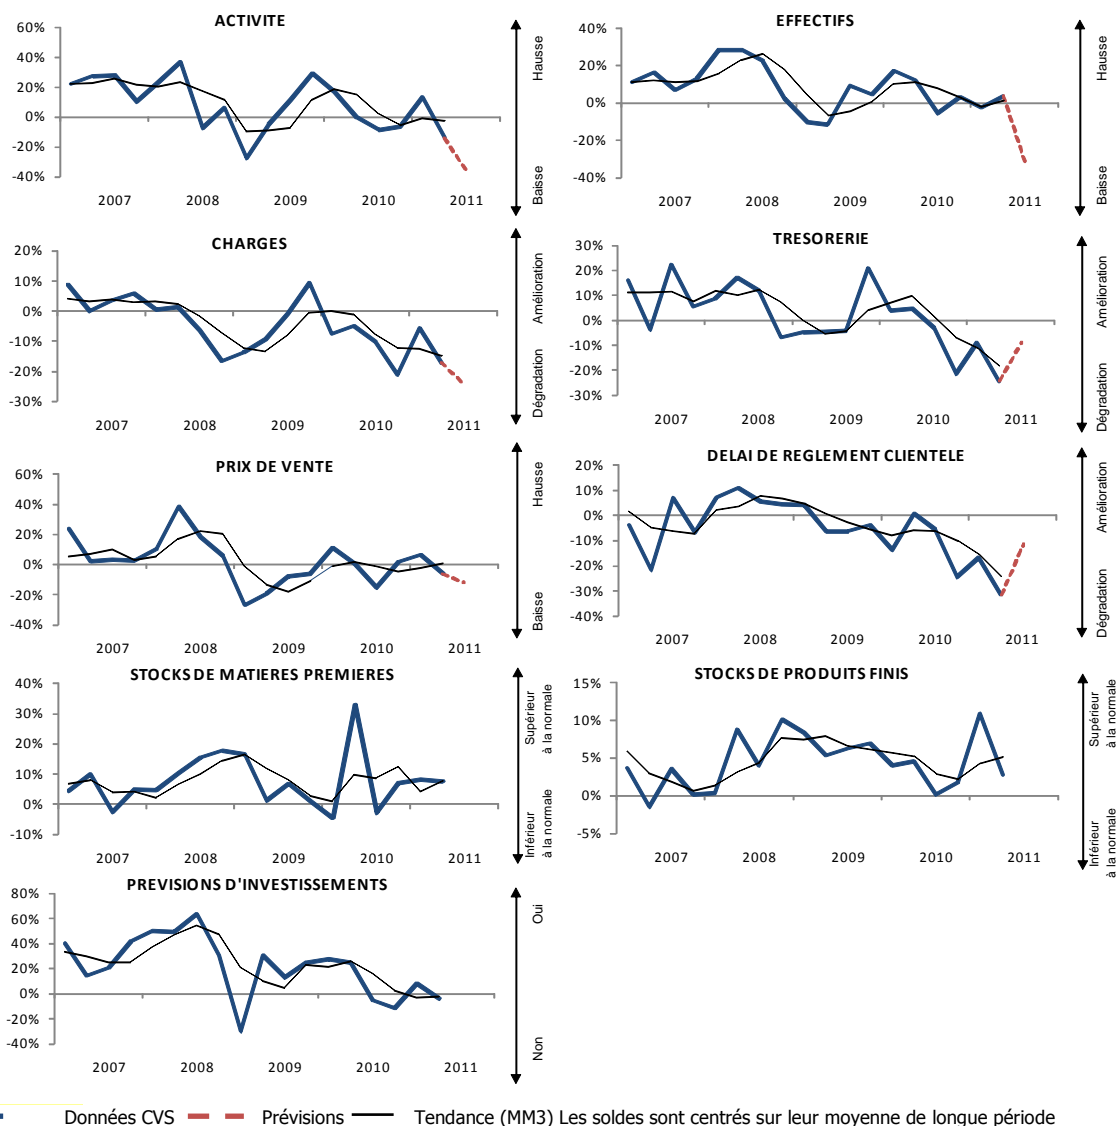 ACTIVITE
60%
40%
20%
0%
-20%
-40%
2007 2008 2009 2010 2011
Hausse
Baisse
EFFECTIFS
40%
20%
0%
-20%
-40%
2007 2008 2009 2010 2011
Hausse
Baisse
CHARGES
20%
10%
0%
-10%
-20%
-30%
2007 2008 2009 2010 2011
Amélioration
Dégradation
TRESORERIE
30%
20%
10%
0%
-10%
-20%
-30%
2007 2008 2009 2010 2011
Amélioration
Dégradation
PRIX DE VENTE
60%
40%
20%
0%
-20%
-40%
2007 2008 2009 2010 2011
Hausse
Baisse
DELAI DE REGLEMENT CLIENTELE
20%
10%
0%
-10%
-20%
-30%
-40%
2007 2008 2009 2010 2011
Amélioration
Dégradation
STOCKS DE MATIERES PREMIERES
40%
30%
20%
10%
0%
-10%
2007 2008 2009 2010 2011
Supérieur
à la normale
Inférieur
à la normale
STOCKS DE PRODUITS FINIS
15%
10%
5%
0%
-5%
2007 2008 2009 2010 2011
Supérieur
à la normale
Inférieur
à la normale
PREVISIONS D'INVESTISSEMENTS
80%
60%
40%
20%
0%
-20%
-40%
2007 2008 2009 2010 2011
Oui
Non
Données CVS Prévisions Tendance (MM3) Les soldes sont centrés sur leur moyenne de longue période